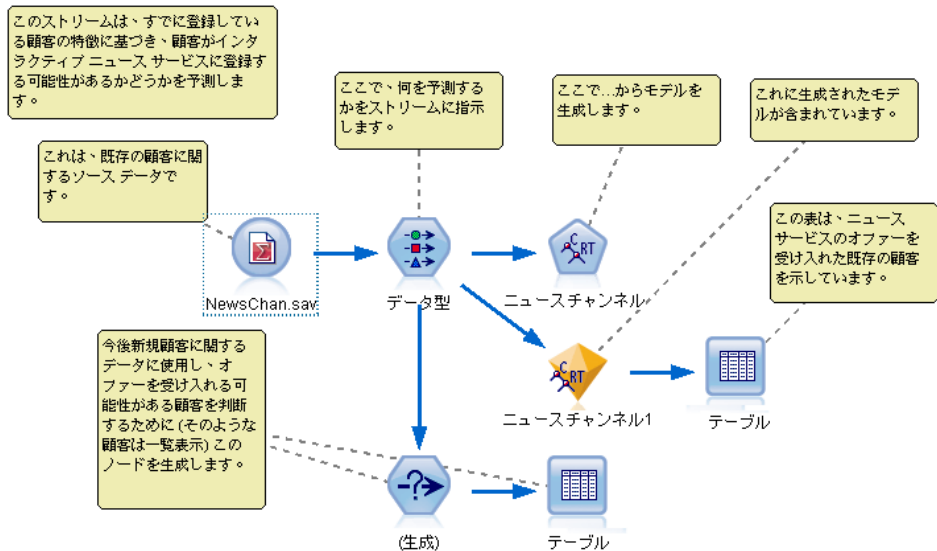 このストリームは、すでに登録してい
る顧客の特徴に基づき、顧客がインタ
ラクティブ ニュース サービスに登録する
可能性があるかどうかを予測しま
す。
ここで、何を予測する
かをストリームに指示
します。
ここで...からモデルを
生成します。
これに生成されたモデ
ルが含まれています。
これは、既存の顧客に関
するソース データで
す。
この表は、ニュース
サービスのオファーを
受け入れた既存の顧客
を示しています。
NewsChan.sav
データ型
C
RT
ニュースチャンネル
今後新規顧客に関する
データに使用し、オ
ファーを受け入れる可
能性がある顧客を判断
するために (そのような
顧客は一覧表示) この
ノードを生成します。
C
RT
ニュースチャンネル1
テーブル
(生成)
テーブル